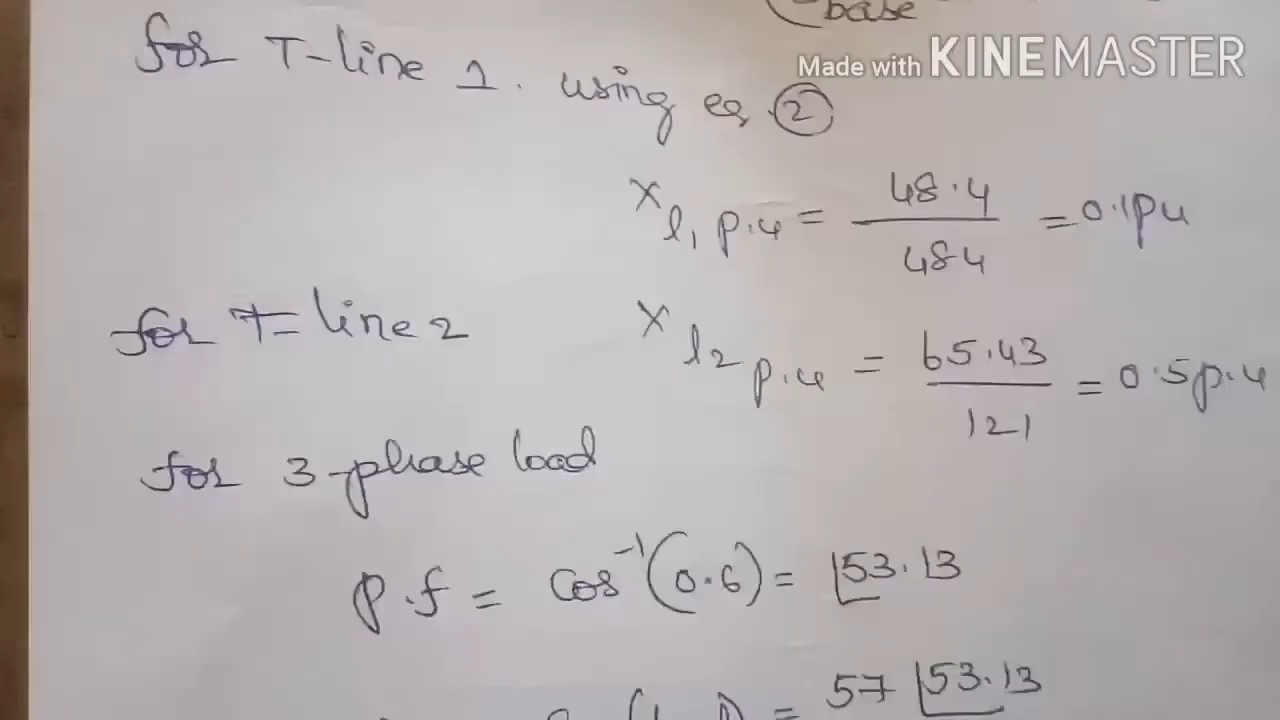 base
Made with KINEMASTER
for T-line 1. using eq ②
X l1 p.u = 48.4 / 484 = 0.1pu
for T-line 2
X l2 p.u = 65.43 / 121 = 0.5p.u
for 3-phase load
p.f = cos⁻¹(0.6) = ∠53.13
= 57 ∠53.13